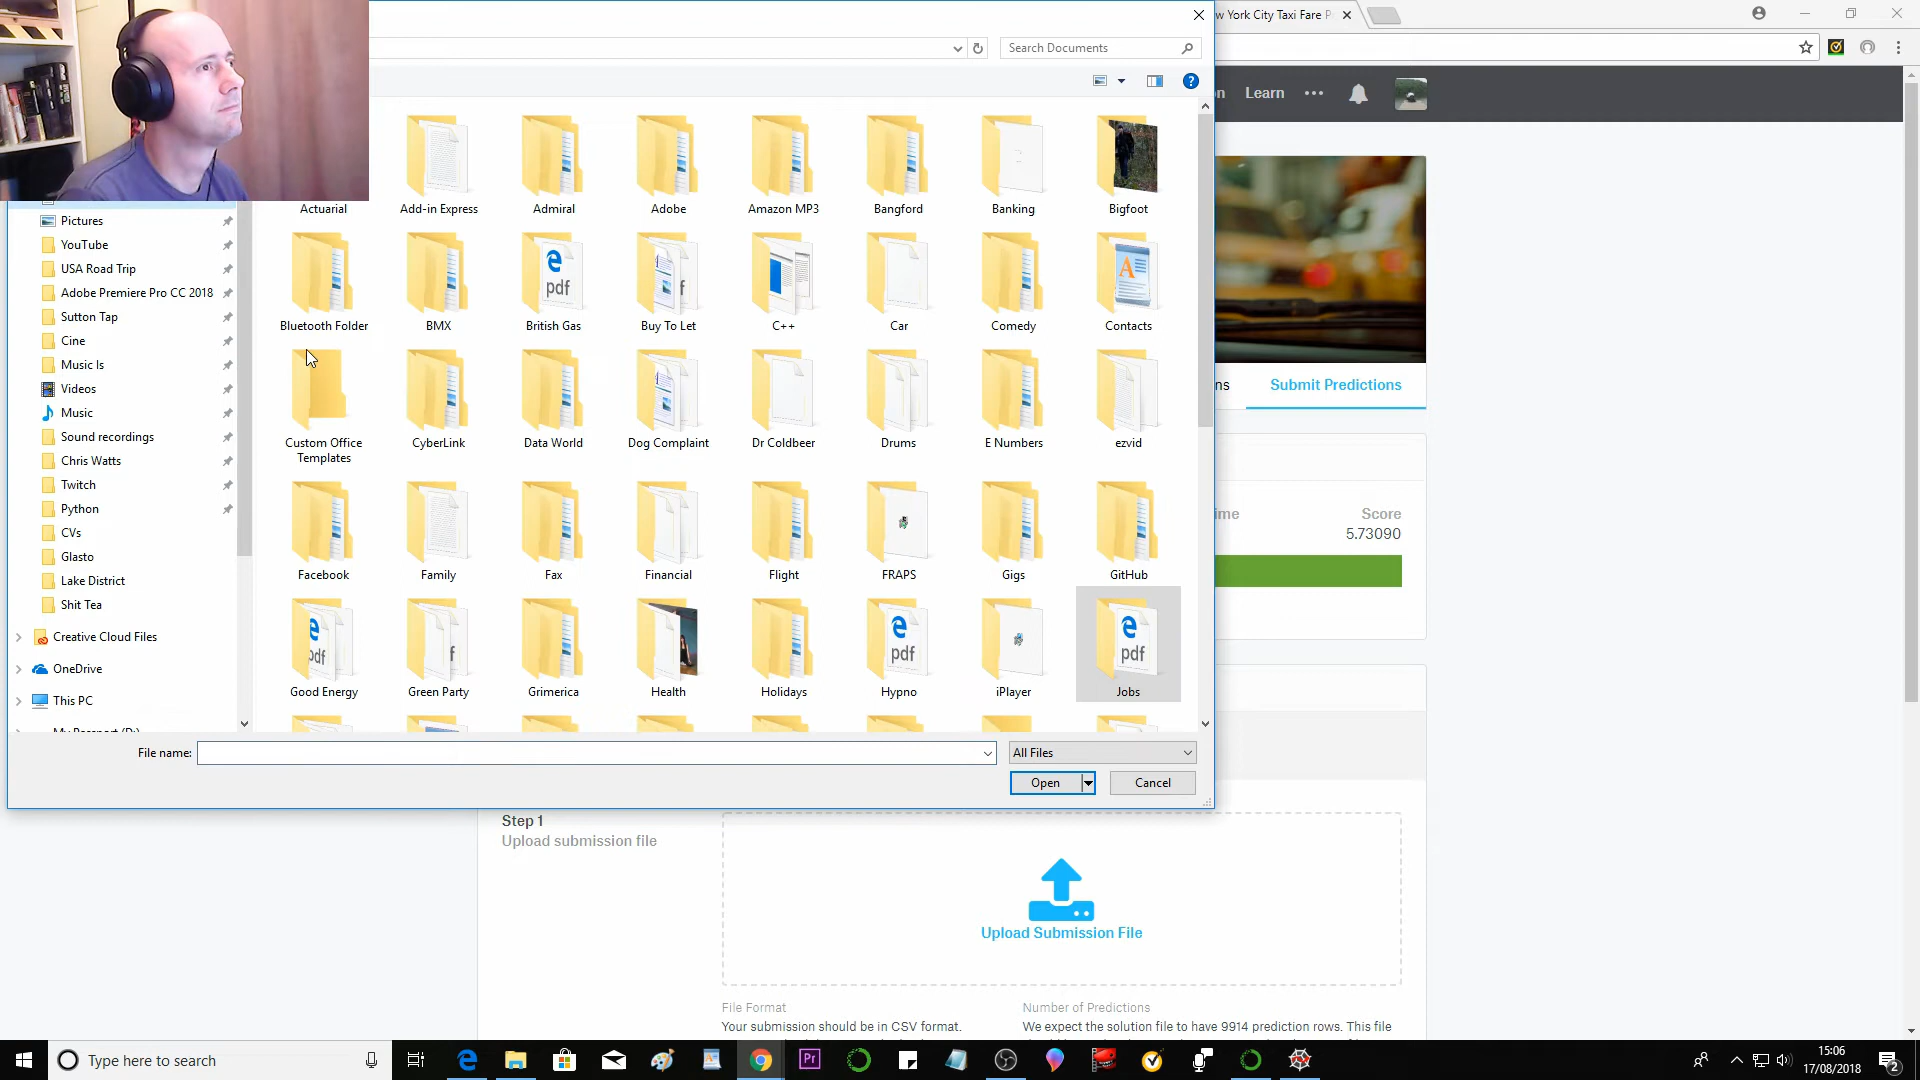 w York City Taxi Fare P
Search Documents
n Learn
Actuarial Add-in Express Admiral Adobe Amazon MP3 Bangford Banking Bigfoot
Pictures
YouTube
USA Road Trip
Adobe Premiere Pro CC 2018
Sutton Tap
Cine
Music Is
Videos
Music
Sound recordings
Chris Watts
Twitch
Python
CVs
Glasto
Lake District
Shit Tea
Creative Cloud Files
OneDrive
This PC
My Passport (D:)
Bluetooth Folder BMX British Gas Buy To Let C++ Car Comedy Contacts
Custom Office Templates CyberLink Data World Dog Complaint Dr Coldbeer Drums E Numbers ezvid
Facebook Family Fax Financial Flight FRAPS Gigs GitHub
Good Energy Green Party Grimerica Health Holidays Hypno iPlayer Jobs
pdf
pdf
pdf
pdf
File name:
All Files
Open Cancel
ns Submit Predictions
ime Score
5.73090
Step 1
Upload submission file
Upload Submission File
File Format
Your submission should be in CSV format.
Number of Predictions
We expect the solution file to have 9914 prediction rows. This file
Type here to search
Pr
15:06
17/08/2018
2